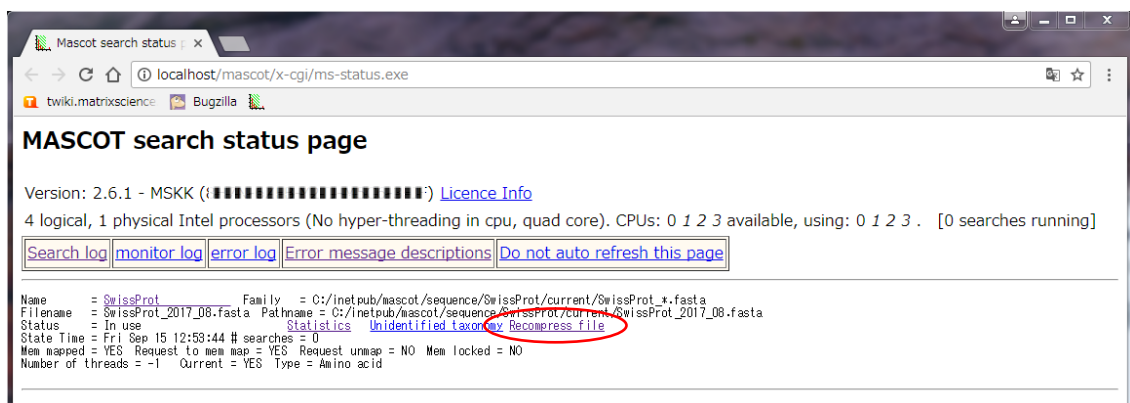 Mascot search status p
localhost/mascot/x-cgi/ms-status.exe
twiki.matrixscience Bugzilla
MASCOT search status page
Version: 2.6.1 - MSKK ( ) Licence Info
4 logical, 1 physical Intel processors (No hyper-threading in cpu, quad core). CPUs: 0 1 2 3 available, using: 0 1 2 3 . [0 searches running]
Search log monitor log error log Error message descriptions Do not auto refresh this page
Name = SwissProt Family = C:/inetpub/mascot/sequence/SwissProt/current/SwissProt_*.fasta
Filename = SwissProt_2017_08.fasta Pathname = C:/inetpub/mascot/sequence/SwissProt/current/SwissProt_2017_08.fasta
Status = In use Statistics Unidentified taxonomy Recompress file
State Time = Fri Sep 15 12:53:44 # searches = 0
Mem mapped = YES Request to mem map = YES Request unmap = NO Mem locked = NO
Number of threads = -1 Current = YES Type = Amino acid